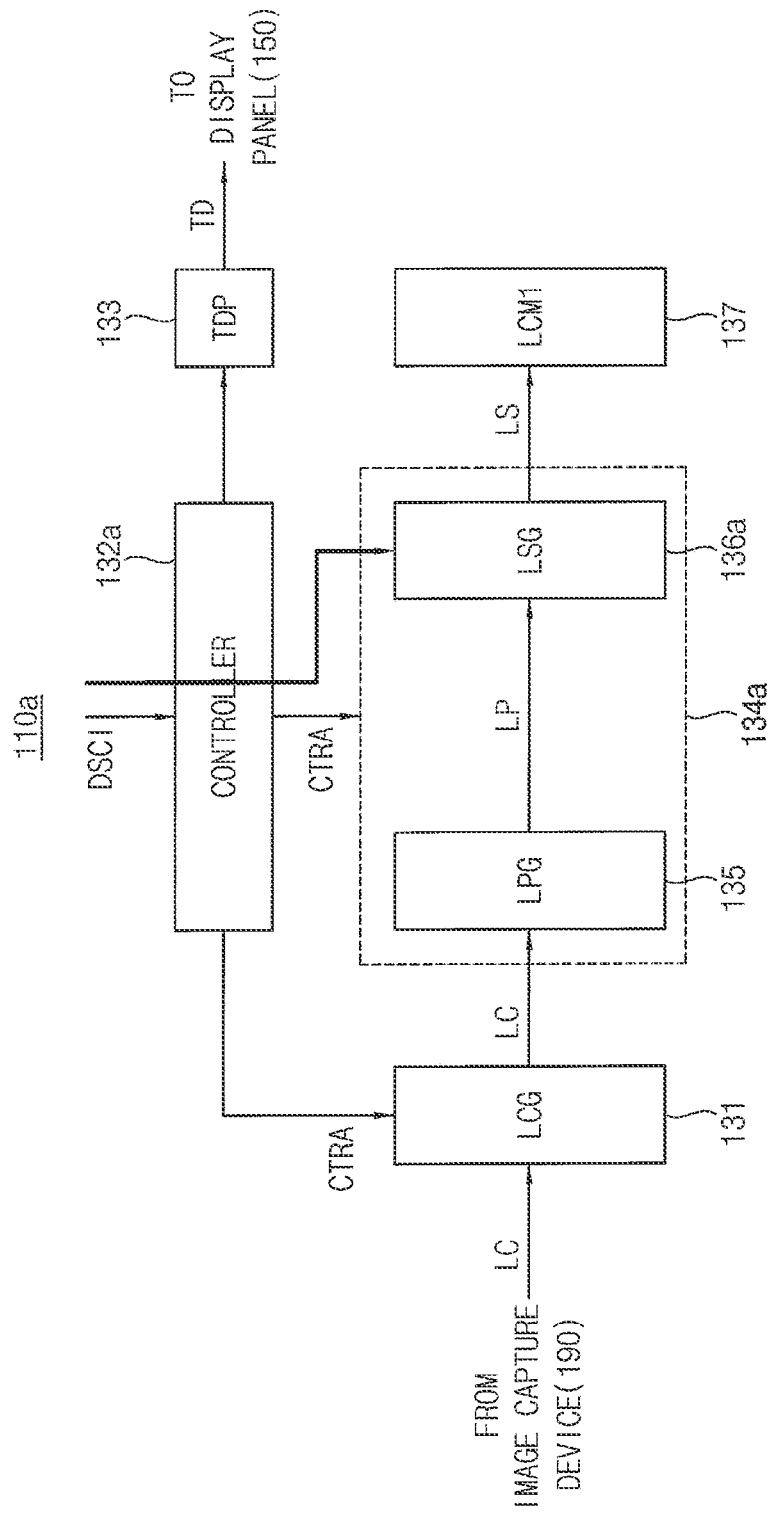 110a
DSCI
132a
133
CONTROLLER
TDP
TD
TO
DISPLAY
PANEL(150)
CTRA
CTRA
FROM
IMAGE CAPTURE
DEVICE(190)
LC
LCG
LC
LPG
LP
LSG
LS
LCM1
131
135
136a
137
134a